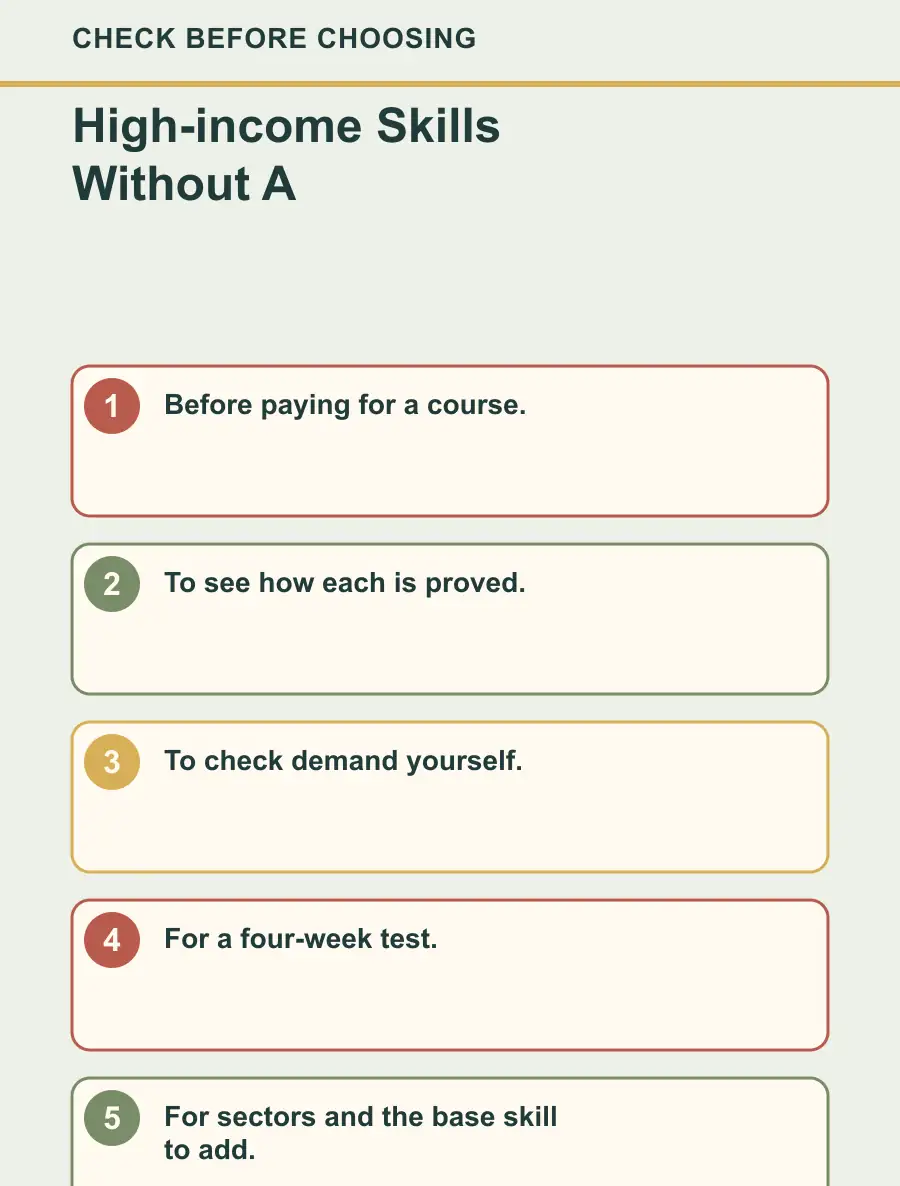 CHECK BEFORE CHOOSING
High-income Skills
Without A
1 Before paying for a course.
2 To see how each is proved.
3 To check demand yourself.
4 For a four-week test.
5 For sectors and the base skill
to add.